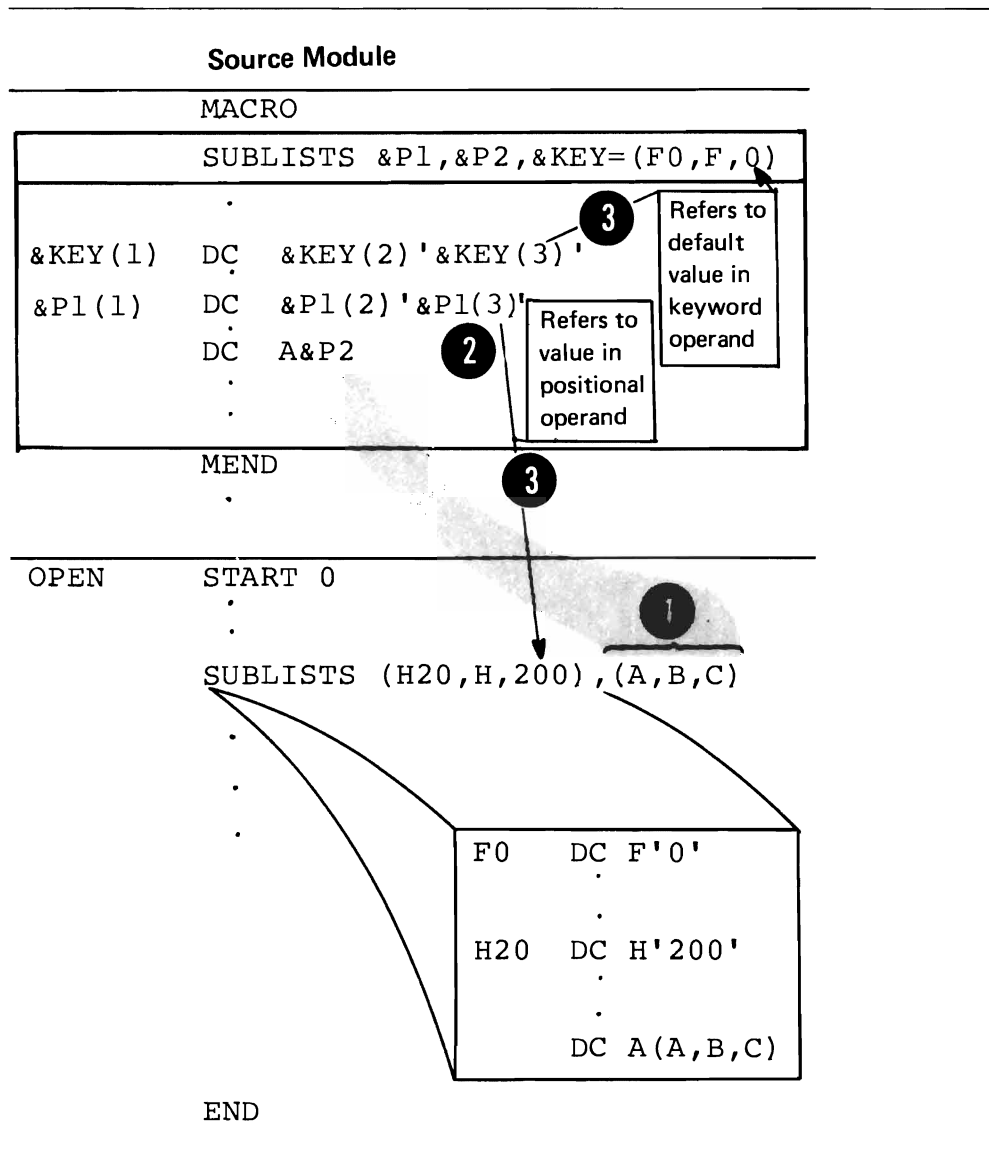 Source Module
MACRO
SUBLISTS &P1,&P2,&KEY=(F0,F,0)
.
3
Refers to
default
value in
keyword
operand
&KEY(1) DC &KEY(2)'&KEY(3)'
.
&P1(1) DC &P1(2)'&P1(3)'
.
2
Refers to
value in
positional
operand
DC A&P2
.
.
MEND
3
.
OPEN START 0
.
.
1
SUBLISTS (H20,H,200),(A,B,C)
.
.
.
F0 DC F'0'
.
.
H20 DC H'200'
.
.
DC A(A,B,C)
END